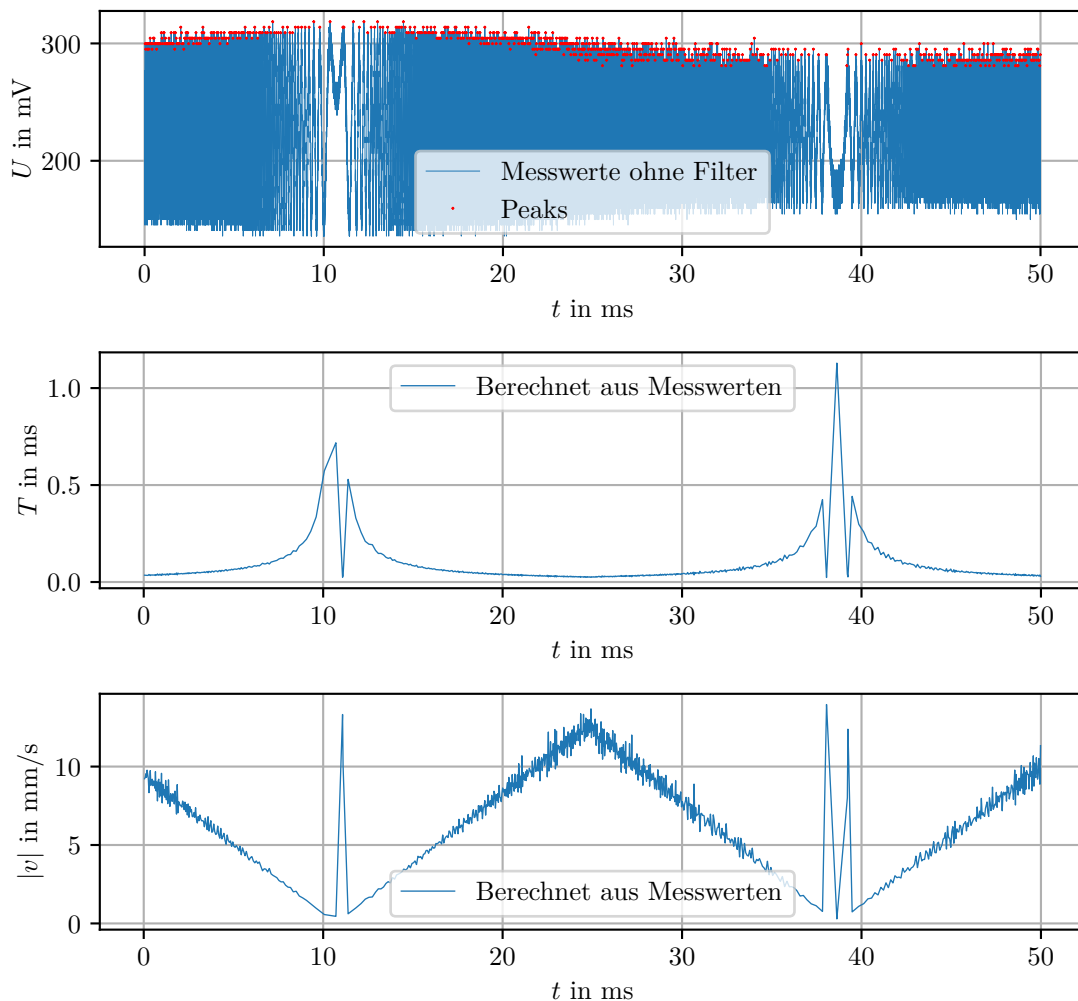 300
200
U in mV
Messwerte ohne Filter
Peaks
0 10 20 30 40 50
t in ms
1.0
0.5
0.0
T in ms
Berechnet aus Messwerten
0 10 20 30 40 50
t in ms
10
5
0
|v| in mm/s
Berechnet aus Messwerten
0 10 20 30 40 50
t in ms